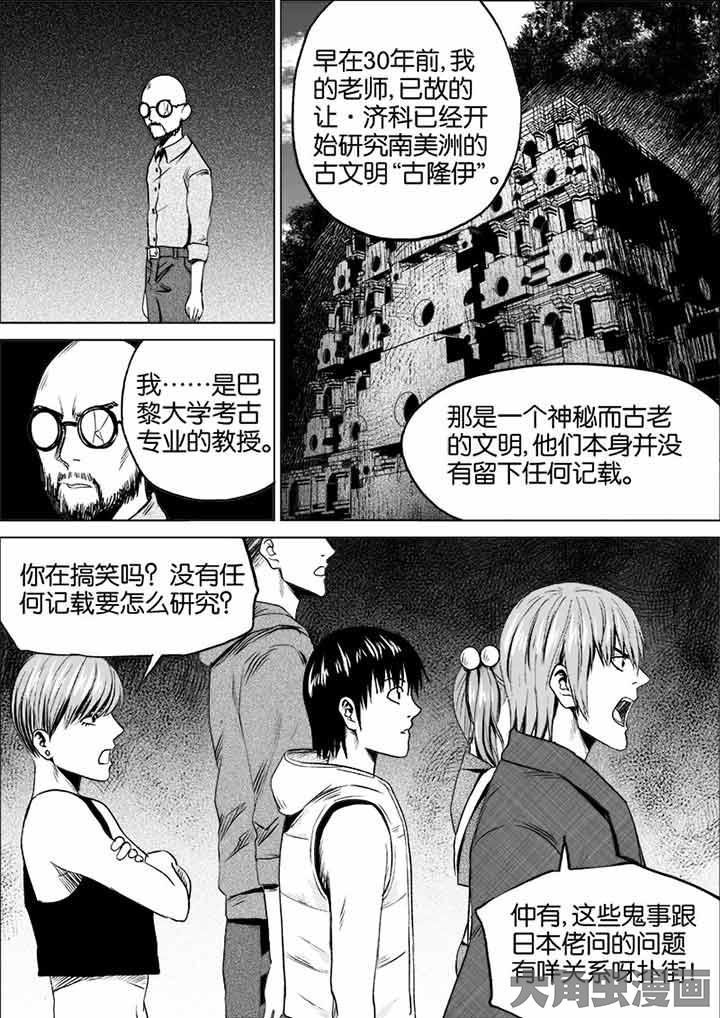 早在30年前，我
的老师，已故的
让·济科已经开
始研究南美洲的
古文明“古隆伊”。
那是一个神秘而古老
的文明，他们本身并没
有留下任何记载。
我……是巴
黎大学考古
专业的教授。
你在搞笑吗？没有任
何记载要怎么研究？
仲有，这些鬼事跟
日本佬问的问题
有咩关系呀扑街！
大角虫漫画